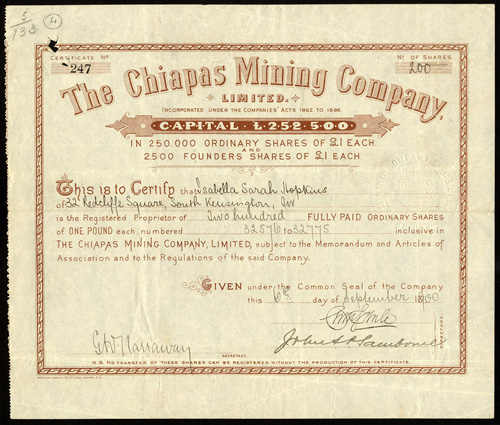 5
133
4
CERTIFICATE Nº
247
Nº OF SHARES
200
The Chiapas Mining Company,
LIMITED.
INCORPORATED UNDER THE COMPANIES' ACTS 1862 TO 1886.
CAPITAL £252.500.
IN 250.000 ORDINARY SHARES OF £1 EACH.
AND
2500 FOUNDERS SHARES OF £1 EACH.
This is to Certify that Isabella Sarah Hopkins
of 32 Redcliffe Square, South Kensington, SW
is the Registered Proprietor of Two hundred FULLY PAID ORDINARY SHARES
of ONE POUND each, numbered 32576 to 32775 inclusive in
THE CHIAPAS MINING COMPANY, LIMITED, subject to the Memorandum and Articles of
Association and to the Regulations of the said Company.
GIVEN under the Common Seal of the Company
this 6th day of September 1890
DIRECTORS.
SECRETARY.
N.B. NO TRANSFER OF THESE SHARES CAN BE REGISTERED WITHOUT THE PRODUCTION OF THIS CERTIFICATE.